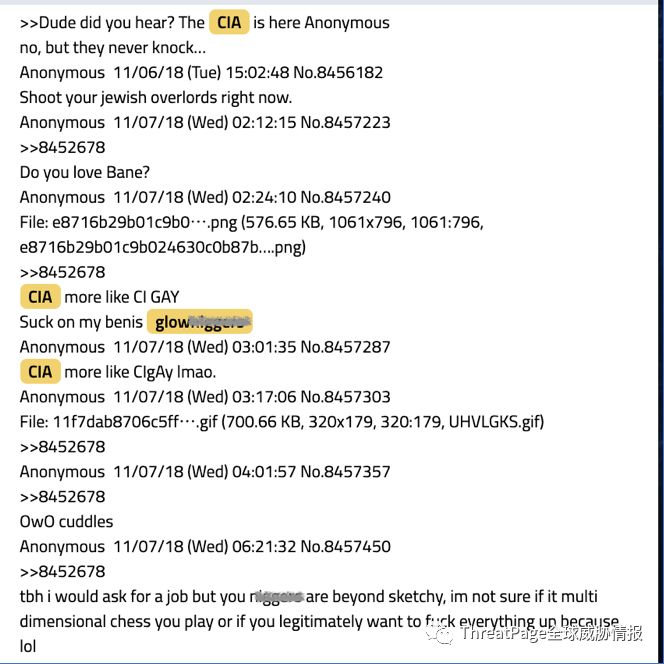 >>Dude did you hear? The CIA is here Anonymous
no, but they never knock...
Anonymous 11/06/18 (Tue) 15:02:48 No.8456182
Shoot your jewish overlords right now.
Anonymous 11/07/18 (Wed) 02:12:15 No.8457223
>>8452678
Do you love Bane?
Anonymous 11/07/18 (Wed) 02:24:10 No.8457240
File: e8716b29b01c9b0⋯.png (576.65 KB, 1061x796, 1061:796,
e8716b29b01c9b024630c0b87b….png)
>>8452678
CIA more like CI GAY
Suck on my benis
Anonymous 11/07/18 (Wed) 03:01:35 No.8457287
CIA more like CIgAy lmao.
Anonymous 11/07/18 (Wed) 03:17:06 No.8457303
File: 11f7dab8706c5ff⋯.gif (700.66 KB, 320x179, 320:179, UHVLGKS.gif)
>>8452678
Anonymous 11/07/18 (Wed) 04:01:57 No.8457357
>>8452678
OwO cuddles
Anonymous 11/07/18 (Wed) 06:21:32 No.8457450
>>8452678
tbh i would ask for a job but you are beyond sketchy, im not sure if it multi
dimensional chess you play or if you legitimately want to fuck everything up because
lol
ThreatPage全球威胁情报